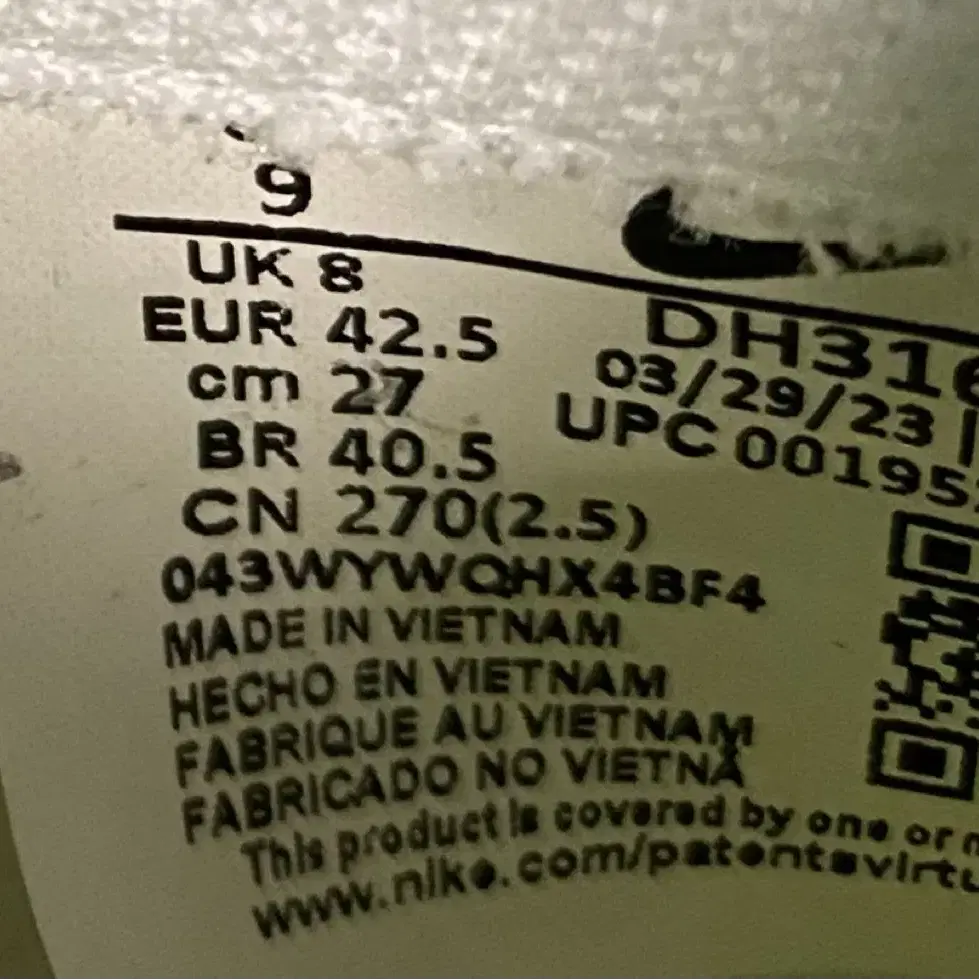 9
UK 8
EUR 42.5
cm 27
BR 40.5
CN 270(2.5)
043WYWQHX4BF4
MADE IN VIETNAM
HECHO EN VIETNAM
FABRIQUE AU VIETNAM
FABRICADO NO VIETNÃ
This product is covered by one or
www.nike.com/patentsvirtu
DH316
03/29/23 |
UPC 00195